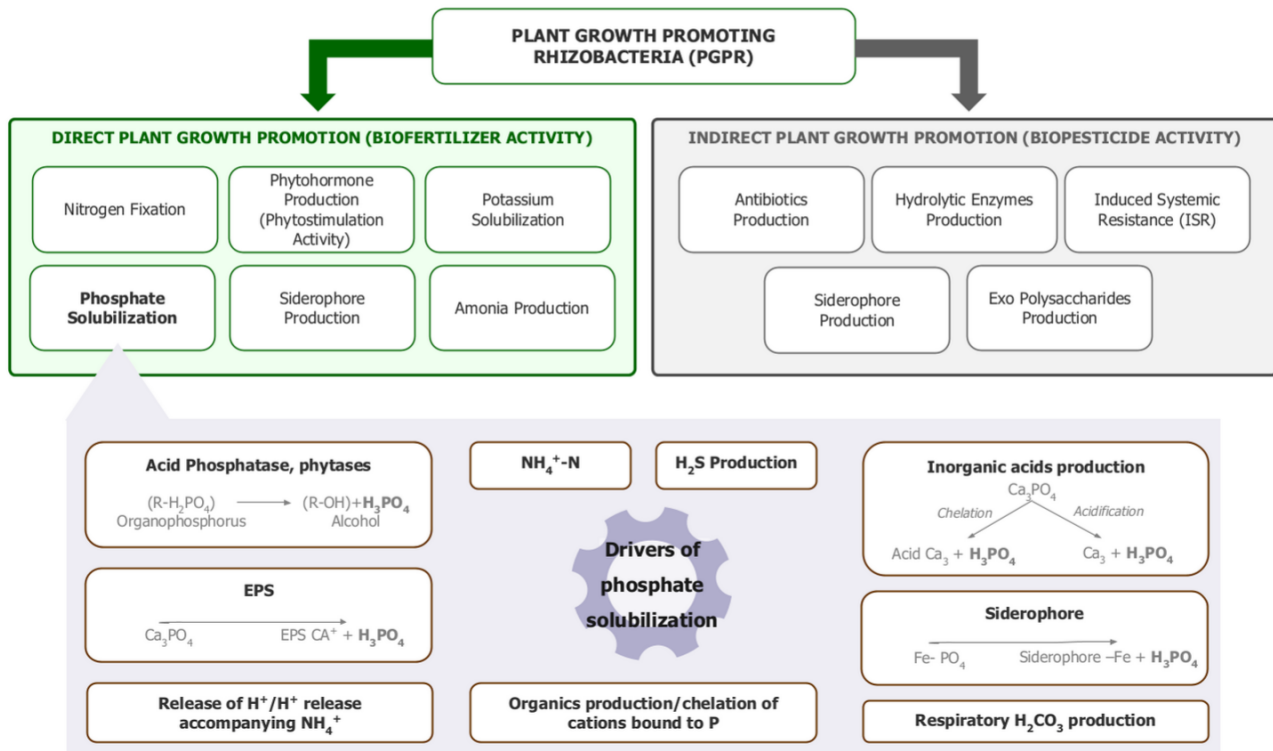 PLANT GROWTH PROMOTING
RHIZOBACTERIA (PGPR)
DIRECT PLANT GROWTH PROMOTION (BIOFERTILIZER ACTIVITY)
Nitrogen Fixation
Phytohormone
Production
(Phytostimulation
Activity)
Potassium
Solubilization
Phosphate
Solubilization
Siderophore
Production
Amonia Production
INDIRECT PLANT GROWTH PROMOTION (BIOPESTICIDE ACTIVITY)
Antibiotics
Production
Hydrolytic Enzymes
Production
Induced Systemic
Resistance (ISR)
Siderophore
Production
Exo Polysaccharides
Production
Acid Phosphatase, phytases
(R-H₂PO₄) (R-OH)+H₃PO₄
Organophosphorus Alcohol
EPS
Ca₃PO₄ EPS CA⁺ + H₃PO₄
Release of H⁺/H⁺ release
accompanying NH₄⁺
NH₄⁺-N
H₂S Production
Drivers of
phosphate
solubilization
Organics production/chelation of
cations bound to P
Inorganic acids production
Ca₃PO₄
Chelation Acidification
Acid Ca₃ + H₃PO₄ Ca₃ + H₃PO₄
Siderophore
Fe- PO₄ Siderophore –Fe + H₃PO₄
Respiratory H₂CO₃ production